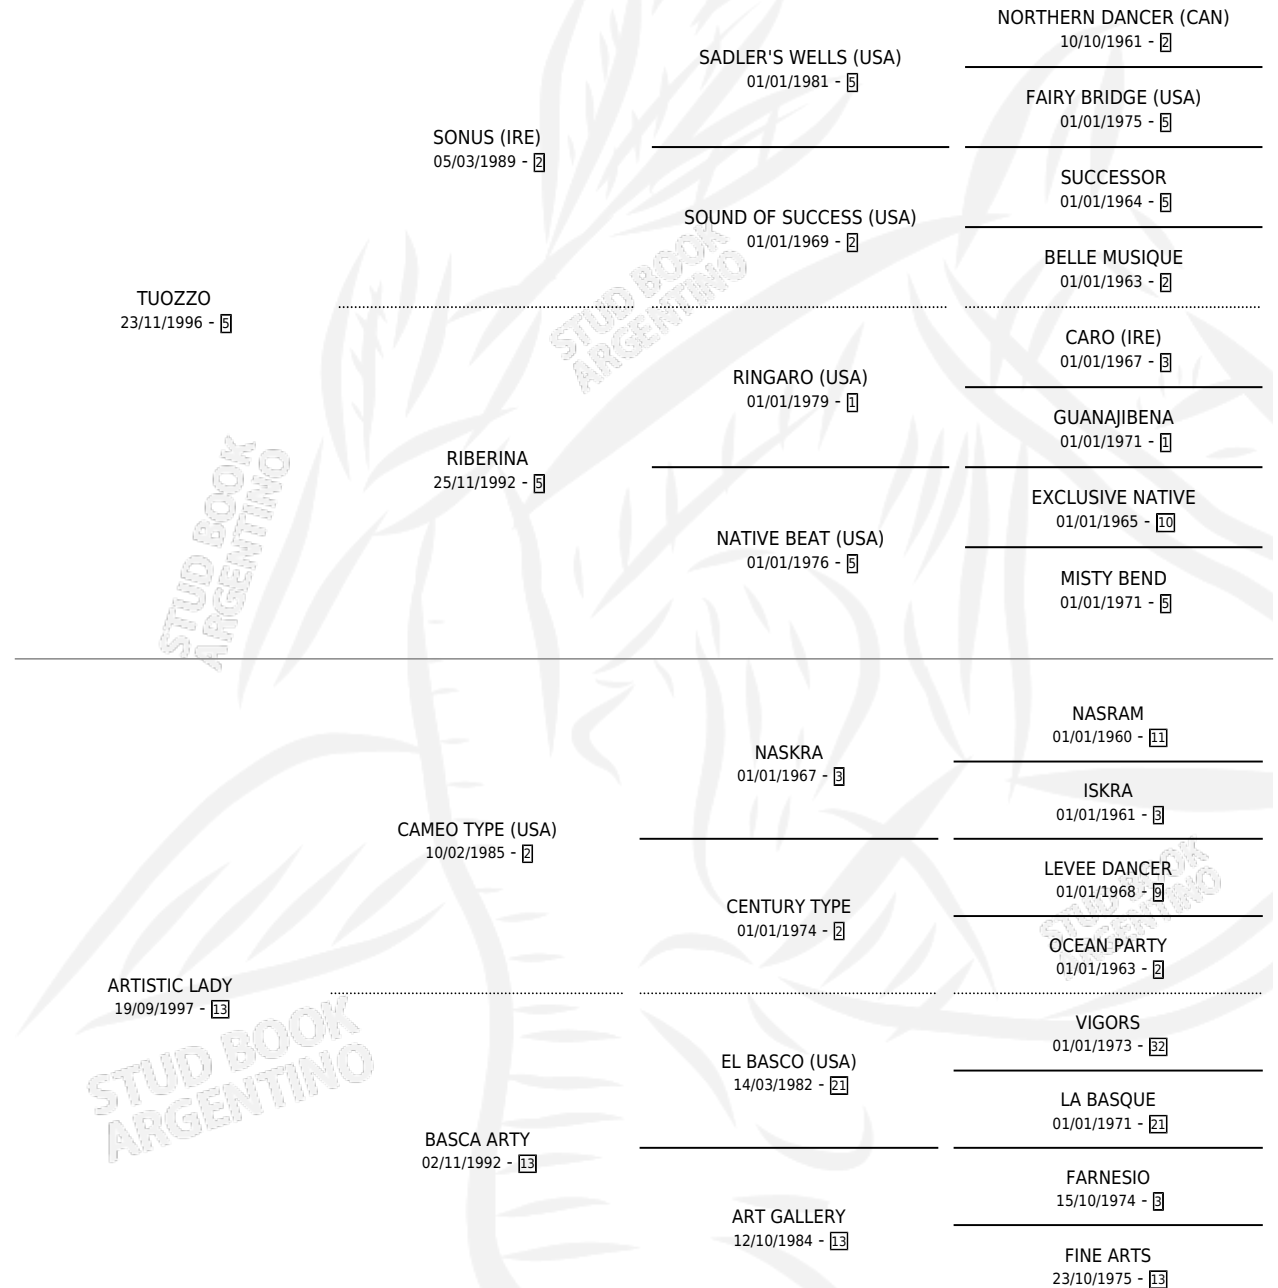 NORTHERN DANCER (CAN)
10/10/1961 - 2
SADLER'S WELLS (USA)
01/01/1981 - 5
FAIRY BRIDGE (USA)
01/01/1975 - 5
SONUS (IRE)
05/03/1989 - 2
SUCCESSOR
01/01/1964 - 5
SOUND OF SUCCESS (USA)
01/01/1969 - 2
BELLE MUSIQUE
01/01/1963 - 2
TUOZZO
23/11/1996 - 5
STUD BOOK
ARGENTINO
CARO (IRE)
01/01/1967 - 3
RINGARO (USA)
01/01/1979 - 1
GUANAJIBENA
01/01/1971 - 1
RIBERINA
25/11/1992 - 5
EXCLUSIVE NATIVE
01/01/1965 - 10
NATIVE BEAT (USA)
01/01/1976 - 5
MISTY BEND
01/01/1971 - 5
STUD BOOK
ARGENTINO
NASRAM
01/01/1960 - 11
NASKRA
01/01/1967 - 3
ISKRA
01/01/1961 - 3
CAMEO TYPE (USA)
10/02/1985 - 2
LEVEE DANCER
01/01/1968 - 9
CENTURY TYPE
01/01/1974 - 2
OCEAN PARTY
01/01/1963 - 2
STUD BOOK
ARGENTINO
ARTISTIC LADY
19/09/1997 - 13
STUD BOOK
ARGENTINO
VIGORS
01/01/1973 - 32
EL BASCO (USA)
14/03/1982 - 21
LA BASQUE
01/01/1971 - 21
BASCA ARTY
02/11/1992 - 13
FARNESIO
15/10/1974 - 3
ART GALLERY
12/10/1984 - 13
FINE ARTS
23/10/1975 - 13